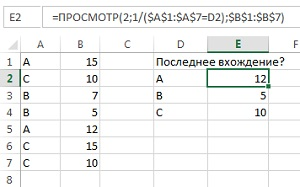 E2 =ПРОСМОТР(2;1/($A$1:$A$7=D2);$B$1:$B$7)
A B C D E F
1 А 15 Последнее вхождение?
2 С 10 А 12
3 В 7 В 5
4 В 5 С 10
5 А 12
6 С 15
7 С 10
8